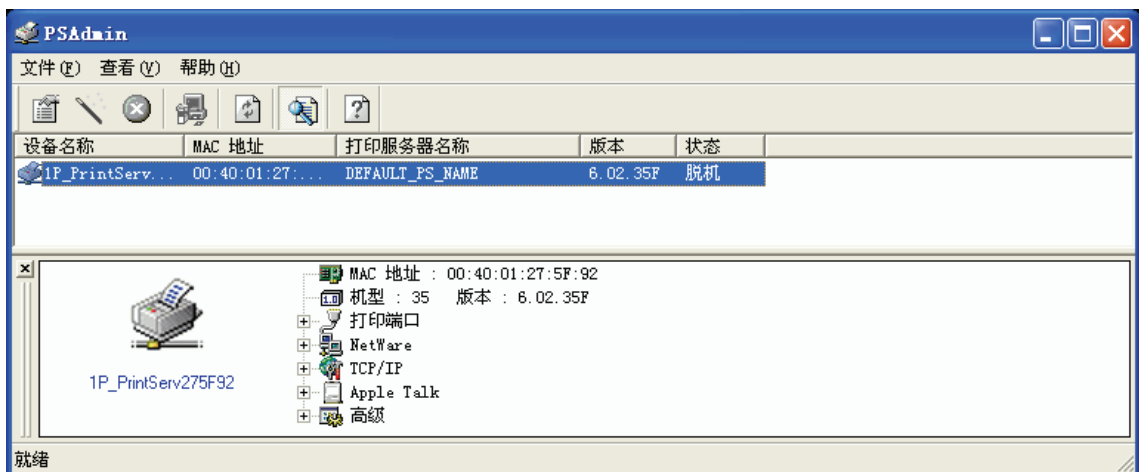 PSAdmin
文件(F) 查看(V) 帮助(H)
设备名称 MAC 地址 打印服务器名称 版本 状态
1P_PrintServ... 00:40:01:27:... DEFAULT_PS_NAME 6.02.35F 脱机
MAC 地址 : 00:40:01:27:5F:92
1.0 机型 : 35 版本 : 6.02.35F
打印端口
NetWare
TCP/IP
Apple Talk
高级
1P_PrintServ275F92
就绪